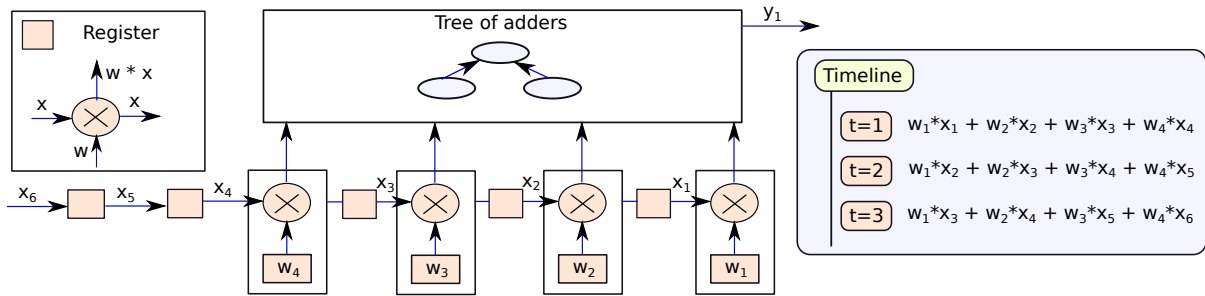 Register
w * x
x
x
w
Tree of adders
y₁
Timeline
t=1 w₁*x₁ + w₂*x₂ + w₃*x₃ + w₄*x₄
t=2 w₁*x₂ + w₂*x₃ + w₃*x₄ + w₄*x₅
t=3 w₁*x₃ + w₂*x₄ + w₃*x₅ + w₄*x₆
x₆ x₅ x₄ x₃ x₂ x₁
w₄ w₃ w₂ w₁